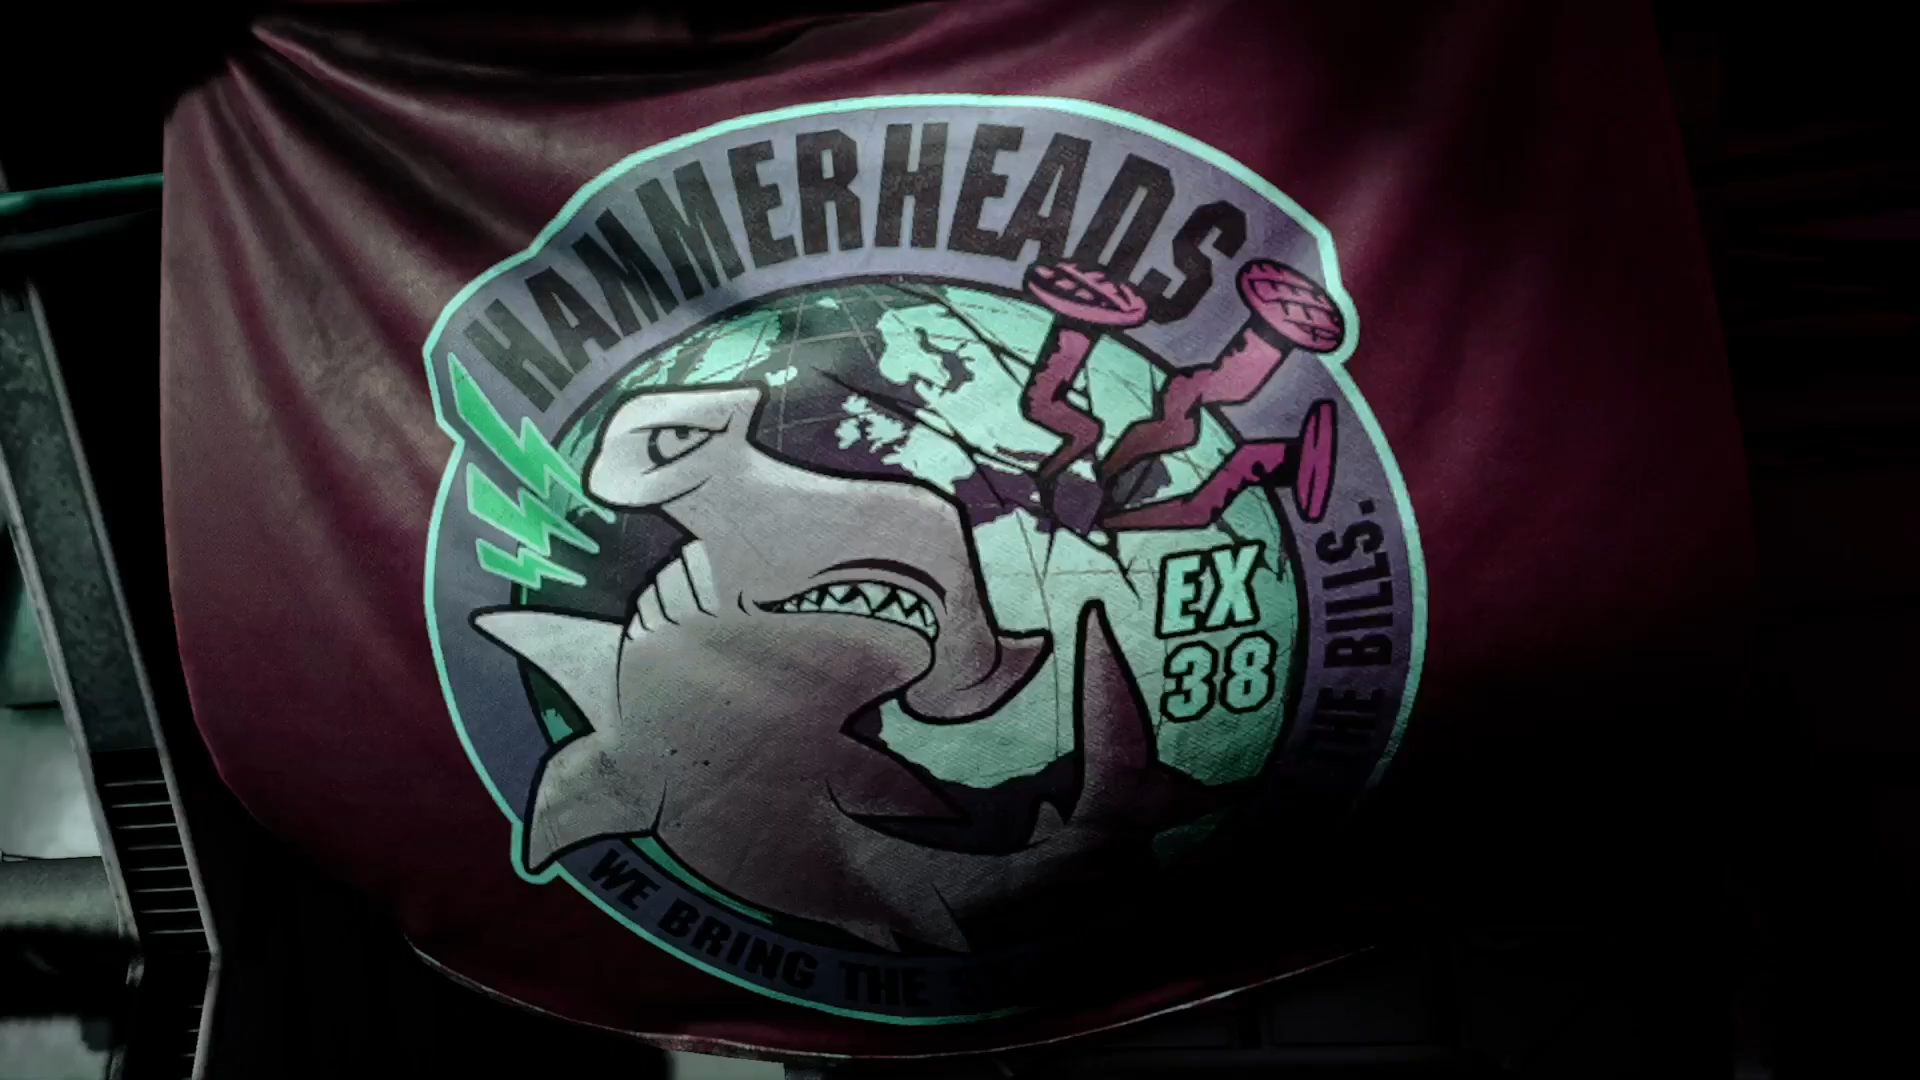 HAMMERHEADS
EX
38
WE BRING THE
THE BILLS.